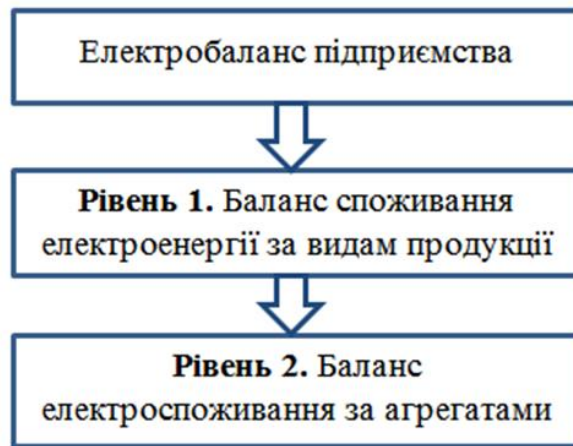 Електробаланс підприємства
Рівень 1. Баланс споживання
електроенергії за видам продукції
Рівень 2. Баланс
електроспоживання за агрегатами